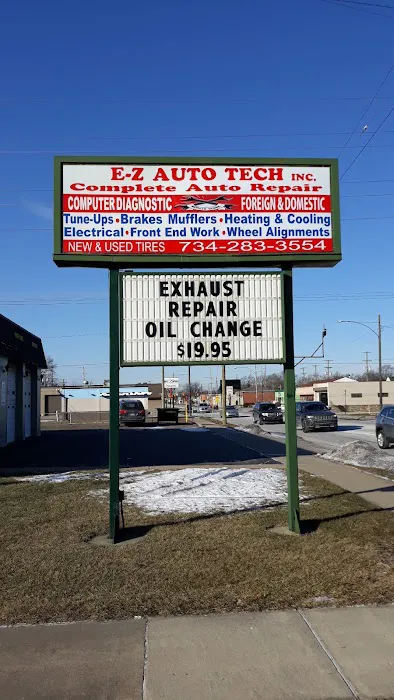 E-Z AUTO TECH INC.
Complete Auto Repair
COMPUTER DIAGNOSTIC FOREIGN & DOMESTIC
Tune-Ups • Brakes Mufflers • Heating & Cooling
Electrical • Front End Work • Wheel Alignments
NEW & USED TIRES 734-283-3554
EXHAUST
REPAIR
OIL CHANGE
$19.95